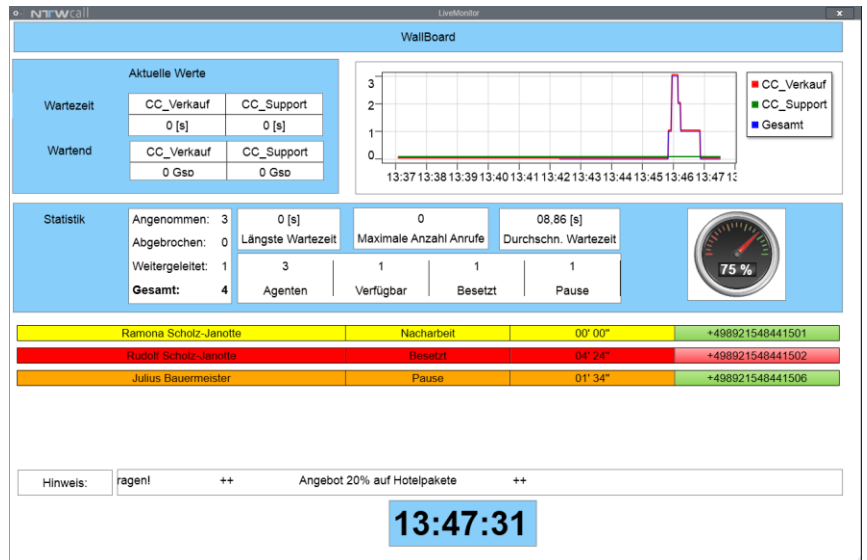 NTWcall LiveMonitor x
WallBoard
Aktuelle Werte
Wartezeit CC_Verkauf CC_Support
0 [s] 0 [s]
Wartend CC_Verkauf CC_Support
0 Gsp 0 Gsp
3
2
1
0
13:37 13:38 13:39 13:40 13:41 13:42 13:43 13:44 13:45 13:46 13:47 13
CC_Verkauf
CC_Support
Gesamt
Statistik
Angenommen: 3
Abgebrochen: 0
Weitergeleitet: 1
Gesamt: 4
0 [s] 0 08,86 [s]
Längste Wartezeit Maximale Anzahl Anrufe Durchschn. Wartezeit
3 1 1 1
Agenten Verfügbar Besetzt Pause
75 %
Ramona Scholz-Janotte Nacharbeit 00' 00" +498921548441501
Rudolf Scholz-Janotte Besetzt 04' 24" +498921548441502
Julius Bauermeister Pause 01' 34" +498921548441506
Hinweis: ragen! ++ Angebot 20% auf Hotelpakete ++
13:47:31